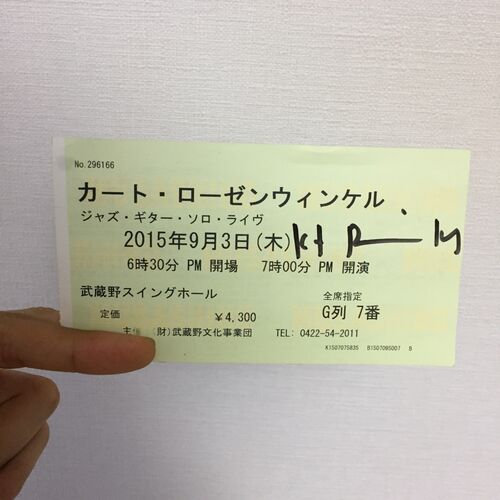 No.296166
カート・ローゼンウィンケル
ジャズ・ギター・ソロ・ライヴ
2015年9月3日(木)
6時30分 PM 開場 7時00分 PM 開演
武蔵野スイングホール
全席指定
定価 ¥4,300
G列 7番
主催 (財)武蔵野文化事業団 TEL: 0422-54-2011
K1507075835 B1507095007 B